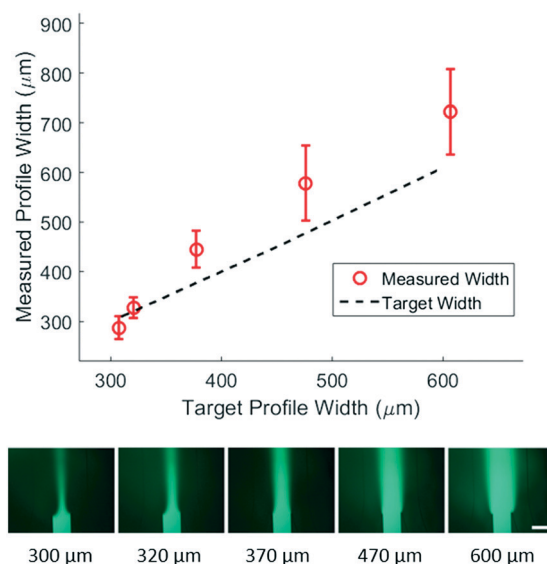 900
800
700
600
500
400
300
Measured Profile Width (μm)
300 400 500 600
Target Profile Width (μm)
Measured Width
Target Width
300 μm 320 μm 370 μm 470 μm 600 μm